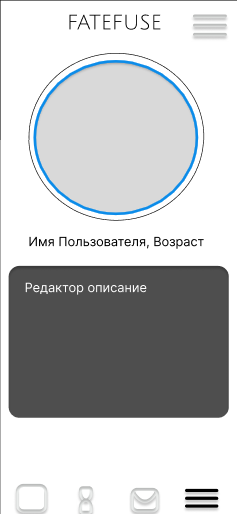 FATEFUSE
Имя Пользователя, Возраст
Редактор описание